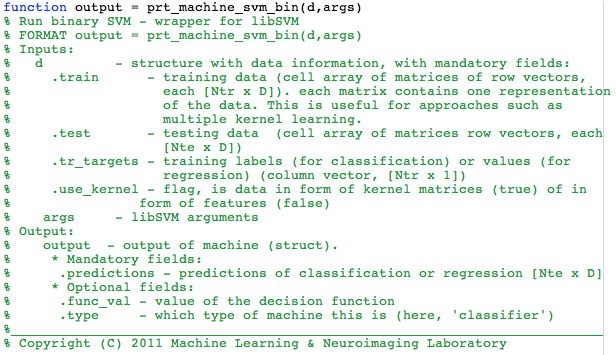 function output = prt_machine_svm_bin(d,args)
% Run binary SVM - wrapper for libSVM
% FORMAT output = prt_machine_svm_bin(d,args)
% Inputs:
%   d         - structure with data information, with mandatory fields:
%     .train      - training data (cell array of matrices of row vectors,
%                   each [Ntr x D]). each matrix contains one representation
%                   of the data. This is useful for approaches such as
%                   multiple kernel learning.
%     .test       - testing data  (cell array of matrices row vectors, each
%                   [Nte x D])
%     .tr_targets - training labels (for classification) or values (for
%                   regression) (column vector, [Ntr x 1])
%     .use_kernel - flag, is data in form of kernel matrices (true) of in
%                form of features (false)
%    args     - libSVM arguments
% Output:
%    output  - output of machine (struct).
%     * Mandatory fields:
%      .predictions - predictions of classification or regression [Nte x D]
%     * Optional fields:
%      .func_val - value of the decision function
%      .type     - which type of machine this is (here, 'classifier')
%
% Copyright (C) 2011 Machine Learning & Neuroimaging Laboratory